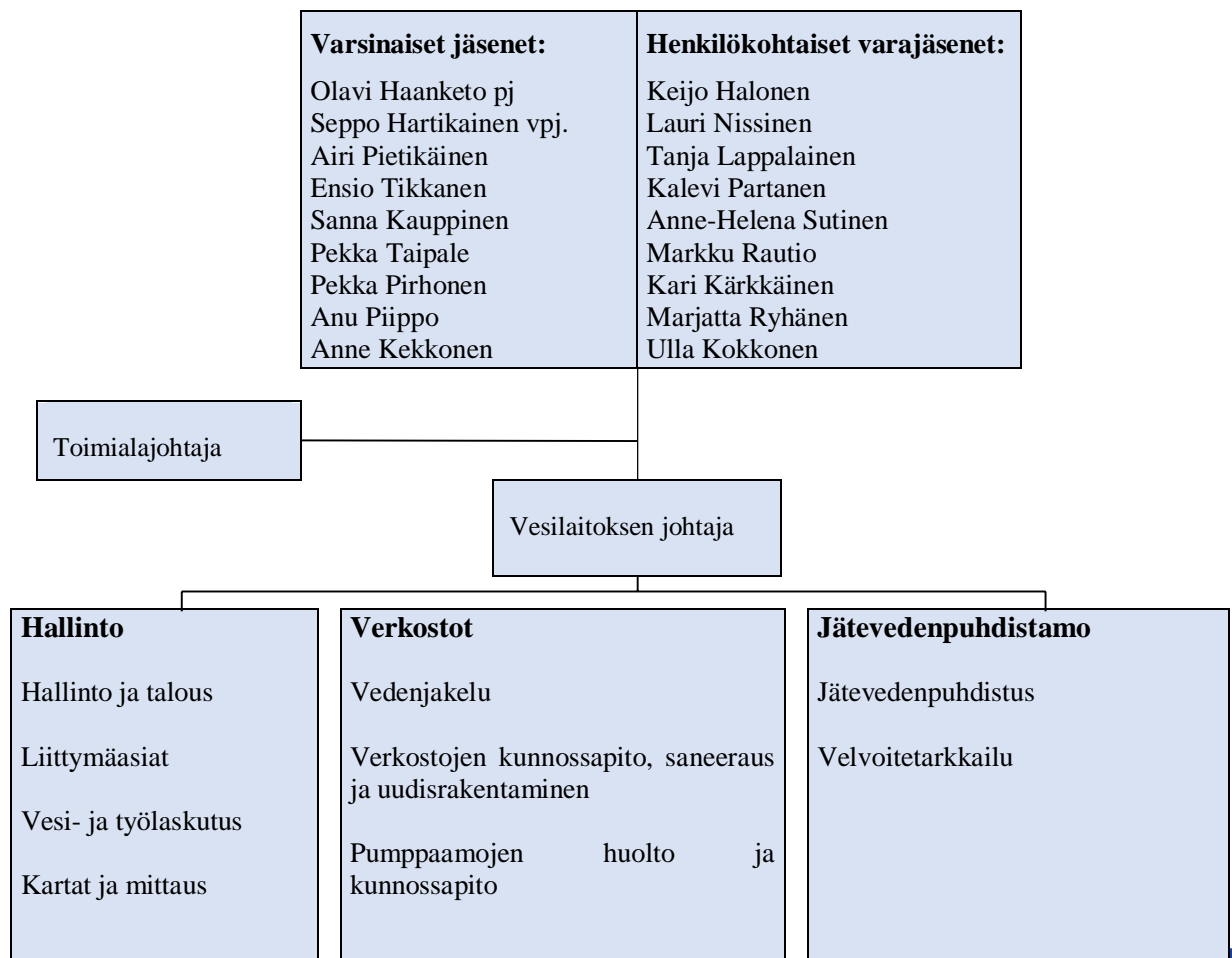 Varsinaiset jäsenet:
Olavi Haanketo pj
Seppo Hartikainen vpj.
Airi Pietikäinen
Ensio Tikkanen
Sanna Kauppinen
Pekka Taipale
Pekka Pirhonen
Anu Piippo
Anne Kekkonen
Henkilökohtaiset varajäsenet:
Keijo Halonen
Lauri Nissinen
Tanja Lappalainen
Kalevi Partanen
Anne-Helena Sutinen
Markku Rautio
Kari Kärkkäinen
Marjatta Ryhänen
Ulla Kokkonen
Toimialajohtaja
Vesilaitoksen johtaja
Hallinto
Hallinto ja talous
Liittymäasiat
Vesi- ja työlaskutus
Kartat ja mittaus
Verkostot
Vedenjakelu
Verkostojen kunnossapito, saneeraus
ja uudisrakentaminen
Pumppaamojen huolto ja
kunnossapito
Jätevedenpuhdistamo
Jätevedenpuhdistus
Velvoitetarkkailu